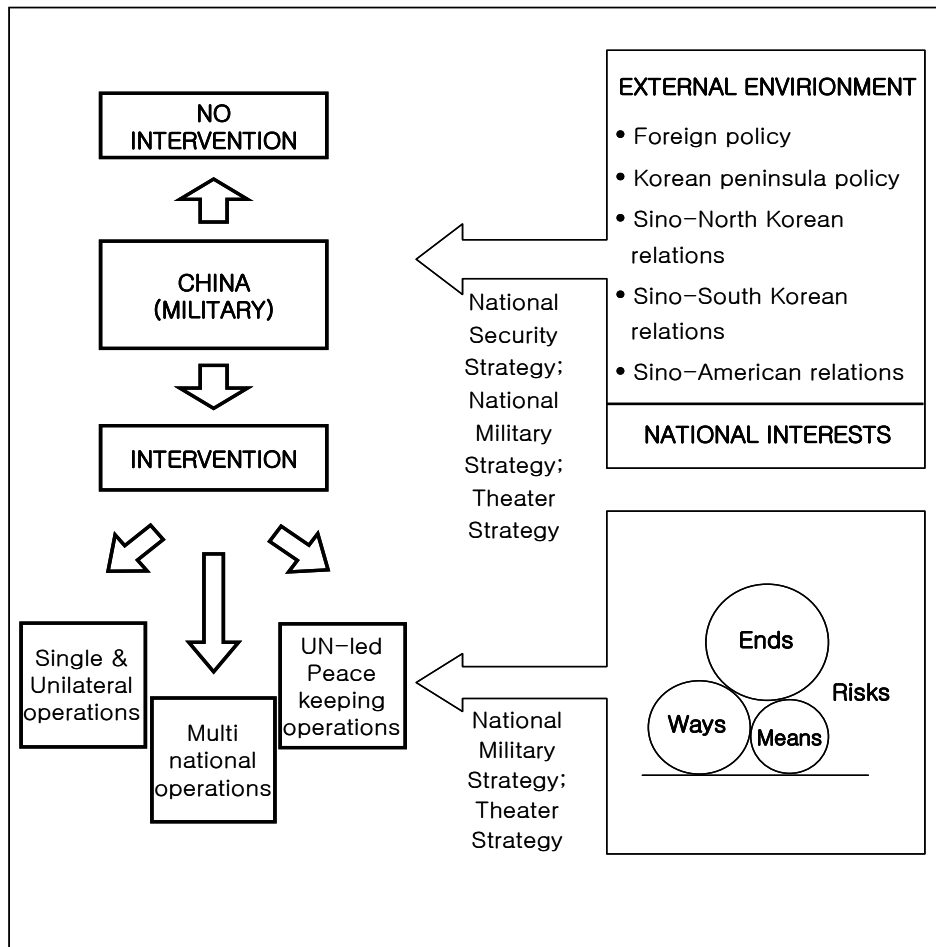 NO
INTERVENTION
CHINA
(MILITARY)
INTERVENTION
Single &
Unilateral
operations
Multi
national
operations
UN-led
Peace
keeping
operations
EXTERNAL ENVIRIONMENT
• Foreign policy
• Korean peninsula policy
• Sino-North Korean
relations
• Sino-South Korean
relations
• Sino-American relations
NATIONAL INTERESTS
National
Security
Strategy;
National
Military
Strategy;
Theater
Strategy
Ends
Ways
Means
Risks
National
Military
Strategy;
Theater
Strategy